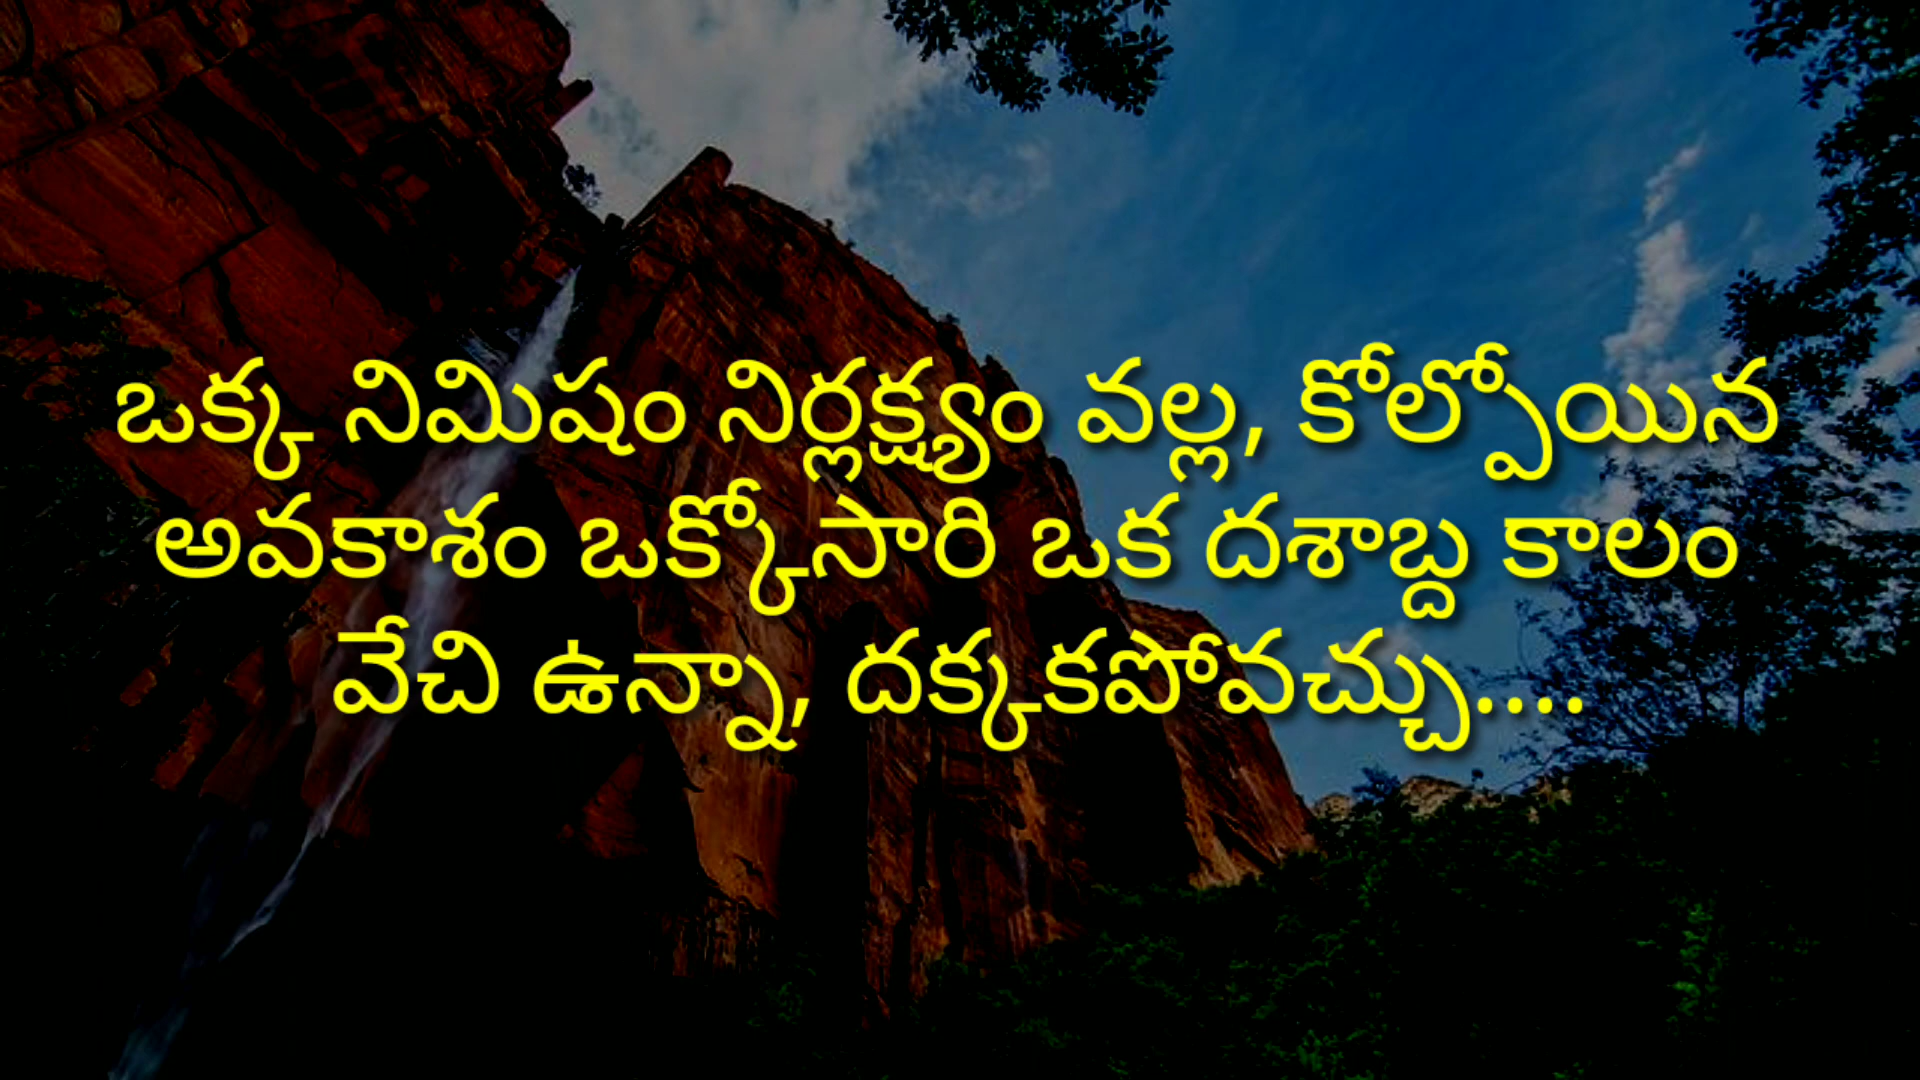 ఒక్క నిమిషం నిర్లక్ష్యం వల్ల, కోల్పోయిన
అవకాశం ఒక్కోసారి ఒక దశాబ్ద కాలం
వేచి ఉన్నా, దక్కకపోవచ్చు....